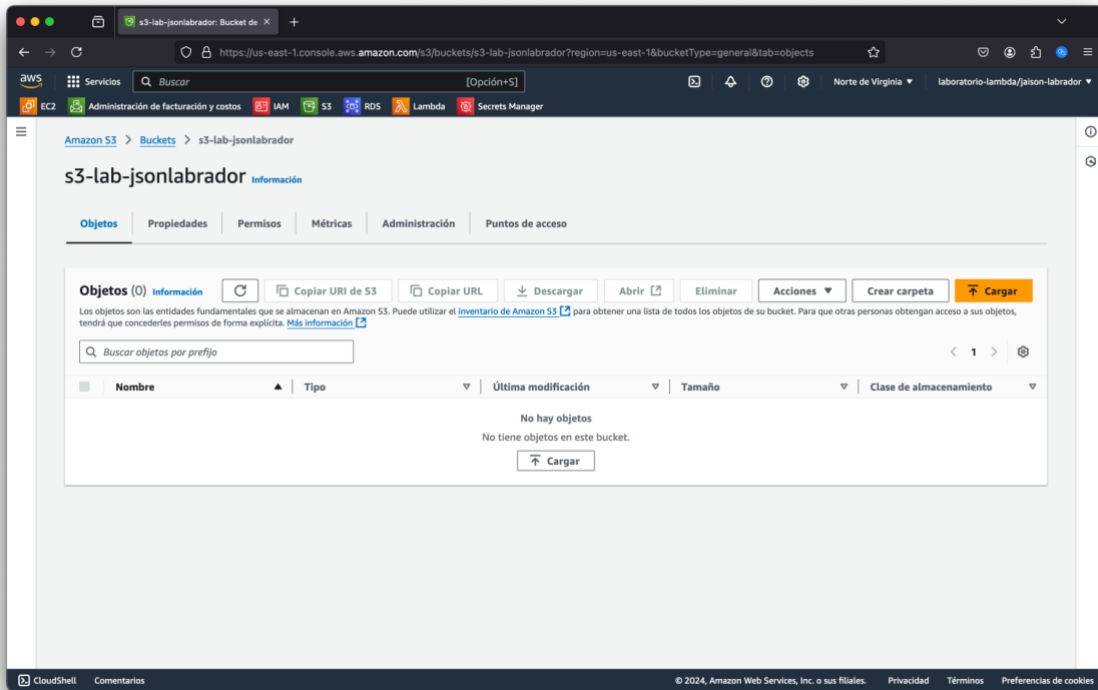 s3-lab-jsonlabrador: Bucket de
https://us-east-1.console.aws.amazon.com/s3/buckets/s3-lab-jsonlabrador?region=us-east-1&bucketType=general&tab=objects
aws Servicios Buscar [Opción+S] Norte de Virginia laboratorio-lambda/jaison-labrador
EC2 Administración de facturación y costos IAM S3 RDS Lambda Secrets Manager
Amazon S3 > Buckets > s3-lab-jsonlabrador
s3-lab-jsonlabrador Información
Objetos Propiedades Permisos Métricas Administración Puntos de acceso
Objetos (0) Información Copiar URI de S3 Copiar URL Descargar Abrir Eliminar Acciones Crear carpeta Cargar
Los objetos son las entidades fundamentales que se almacenan en Amazon S3. Puede utilizar el inventario de Amazon S3 para obtener una lista de todos los objetos de su bucket. Para que otras personas obtengan acceso a sus objetos,
tendrá que concederles permisos de forma explícita. Más información
Buscar objetos por prefijo < 1 >
Nombre Tipo Última modificación Tamaño Clase de almacenamiento
No hay objetos
No tiene objetos en este bucket.
Cargar
CloudShell Comentarios © 2024, Amazon Web Services, Inc. o sus filiales. Privacidad Términos Preferencias de cookies